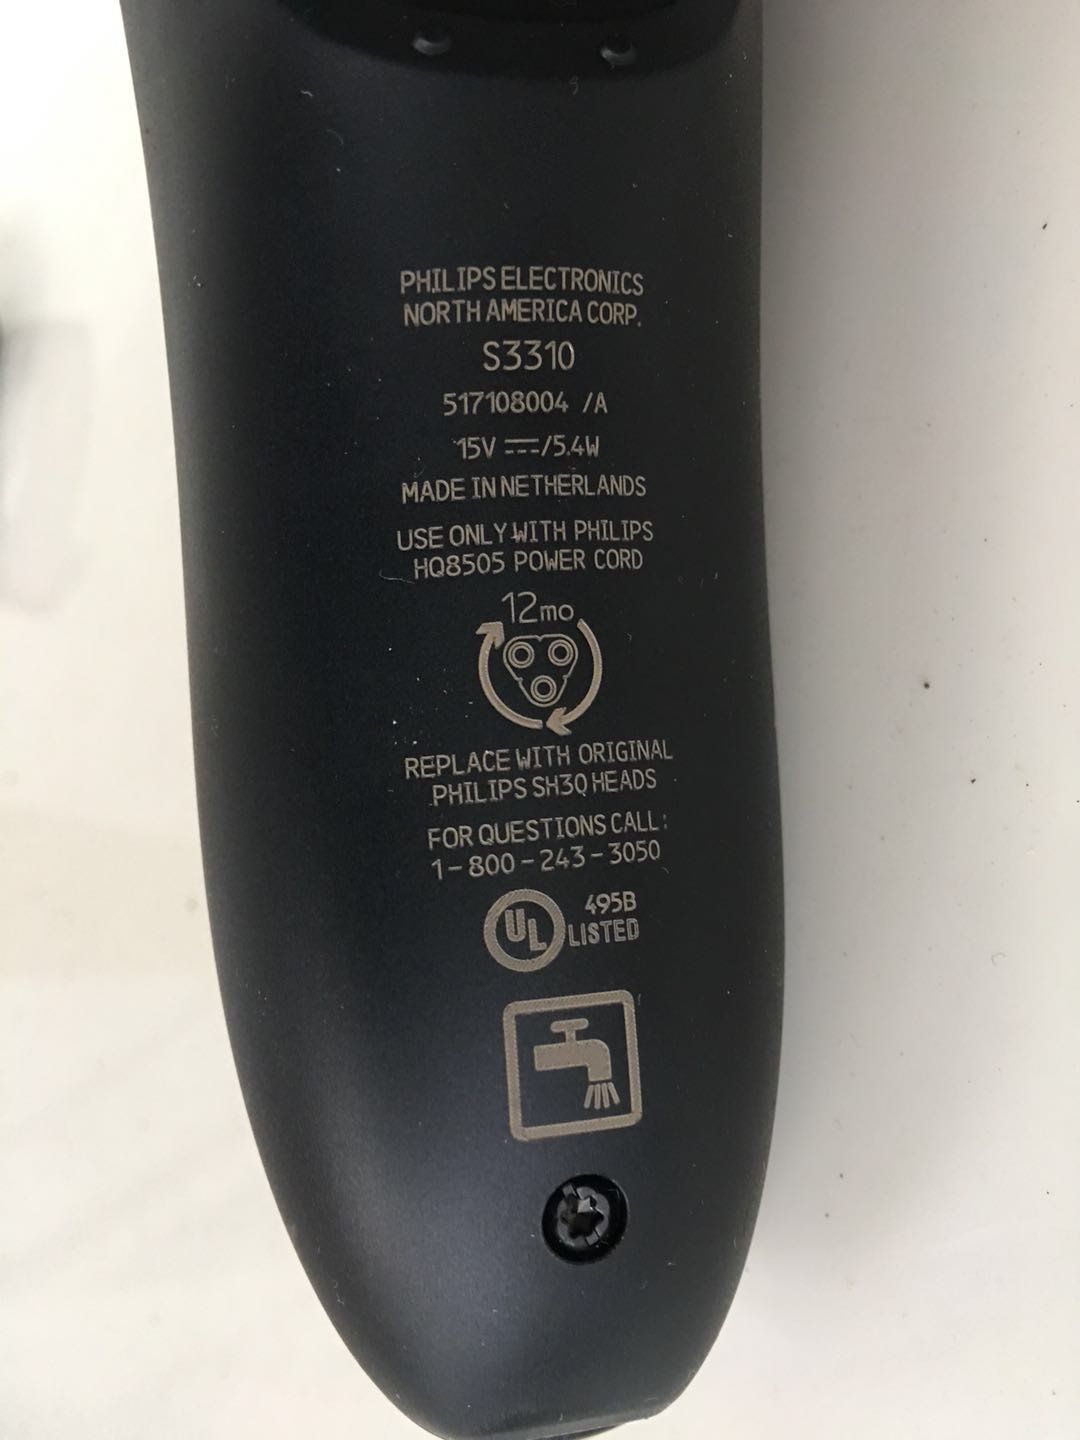 PHILIPS ELECTRONICS
NORTH AMERICA CORP.
S3310
517108004 /A
15V ⎓/5.4W
MADE IN NETHERLANDS
USE ONLY WITH PHILIPS
HQ8505 POWER CORD
12mo
REPLACE WITH ORIGINAL
PHILIPS SH30 HEADS
FOR QUESTIONS CALL:
1-800-243-3050
UL 495B
LISTED